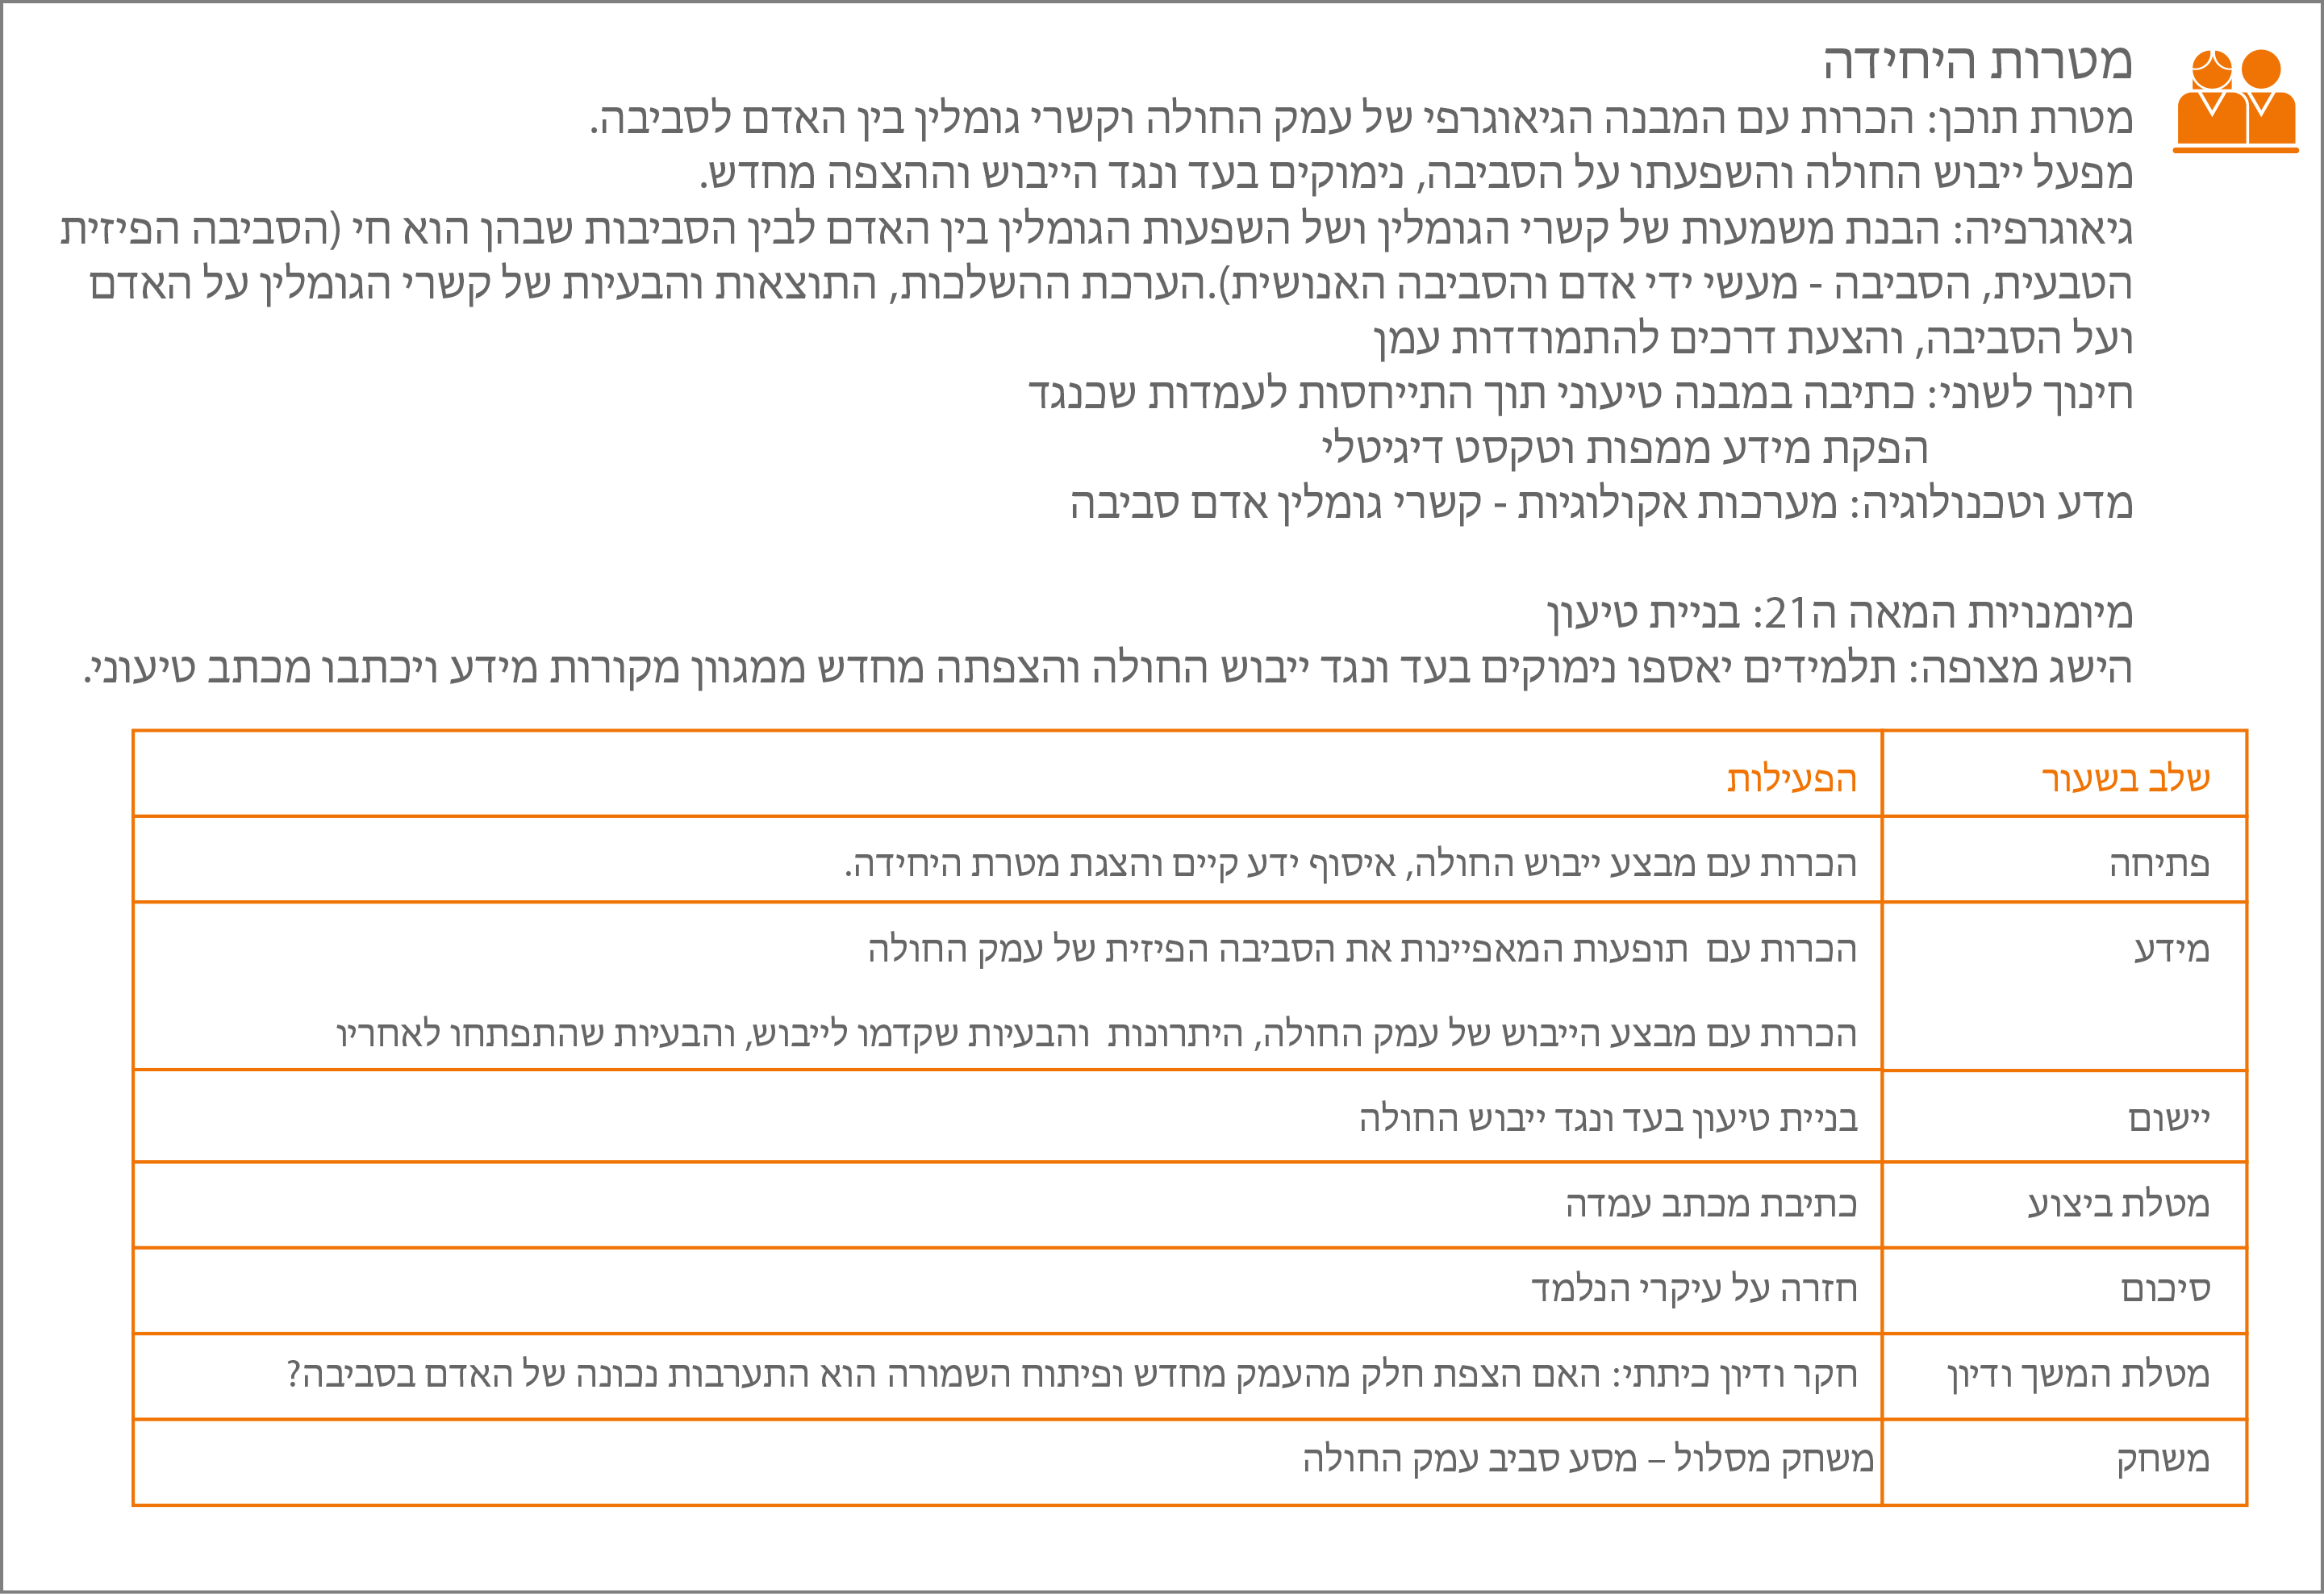 מטרות היחידה
מטרת תוכן: הכרות עם המבנה הגיאוגרפי של עמק החולה וקשרי גומלין בין האדם לסביבה.
מפעל ייבוש החולה והשפעתו על הסביבה, נימוקים בעד ונגד הייבוש וההצפה מחדש.
גיאוגרפיה: הבנת משמעות של קשרי הגומלין ושל השפעות הגומלין בין האדם לבין הסביבות שבהן הוא חי (הסביבה הפיזית
הטבעית, הסביבה - מעשי ידי אדם והסביבה האנושית).הערכת ההשלכות, התוצאות והבעיות של קשרי הגומלין על האדם
ועל הסביבה, והצעת דרכים להתמודדות עמן
חינוך לשוני: כתיבה במבנה טיעוני תוך התייחסות לעמדות שכנגד
הפקת מידע ממפות וטקסט דיגיטלי
מדע וטכנולוגיה: מערכות אקולוגיות - קשרי גומלין אדם סביבה
מיומנויות המאה ה21: בניית טיעון
הישג מצופה: תלמידים יאספו נימוקים בעד ונגד ייבוש החולה והצפתה מחדש ממגוון מקורות מידע ויכתבו מכתב טיעוני.
שלב בשעור הפעילות
פתיחה הכרות עם מבצע ייבוש החולה, איסוף ידע קיים והצגת מטרת היחידה.
מידע הכרות עם תופעות המאפיינות את הסביבה הפיזית של עמק החולה
הכרות עם מבצע הייבוש של עמק החולה, היתרונות והבעיות שקדמו לייבוש, והבעיות שהתפתחו לאחריו
יישום בניית טיעון בעד ונגד ייבוש החולה
מטלת ביצוע כתיבת מכתב עמדה
סיכום חזרה על עיקרי הנלמד
מטלת המשך ודיון חקר ודיון כיתתי: האם הצפת חלק מהעמק מחדש ופיתוח השמורה הוא התערבות נכונה של האדם בסביבה?
משחק משחק מסלול – מסע סביב עמק החולה